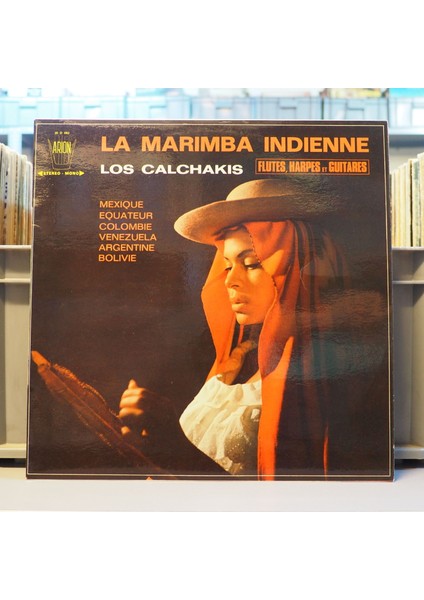 ARION
STEREO - MONO
LA MARIMBA INDIENNE
LOS CALCHAKIS
FLUTES, HARPES ET GUITARES
MEXIQUE
EQUATEUR
COLOMBIE
VENEZUELA
ARGENTINE
BOLIVIE